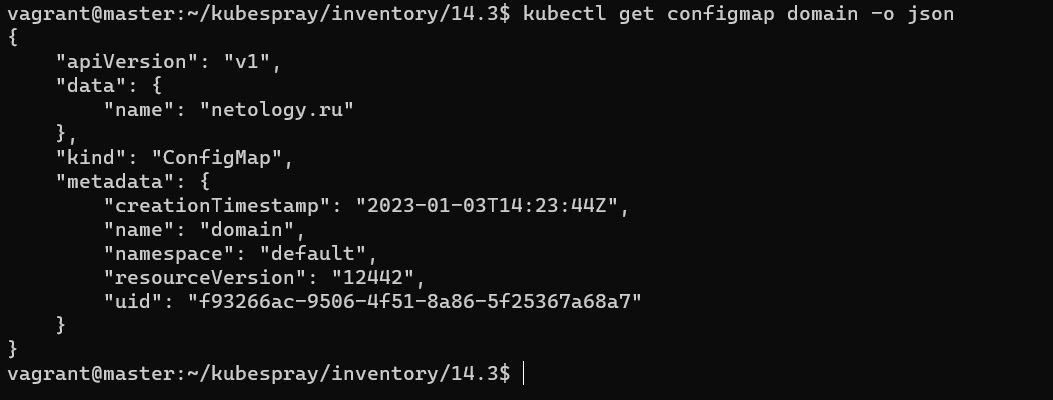 vagrant@master:~/kubespray/inventory/14.3$ kubectl get configmap domain -o json
{
    "apiVersion": "v1",
    "data": {
        "name": "netology.ru"
    },
    "kind": "ConfigMap",
    "metadata": {
        "creationTimestamp": "2023-01-03T14:23:44Z",
        "name": "domain",
        "namespace": "default",
        "resourceVersion": "12442",
        "uid": "f93266ac-9506-4f51-8a86-5f25367a68a7"
    }
}
vagrant@master:~/kubespray/inventory/14.3$